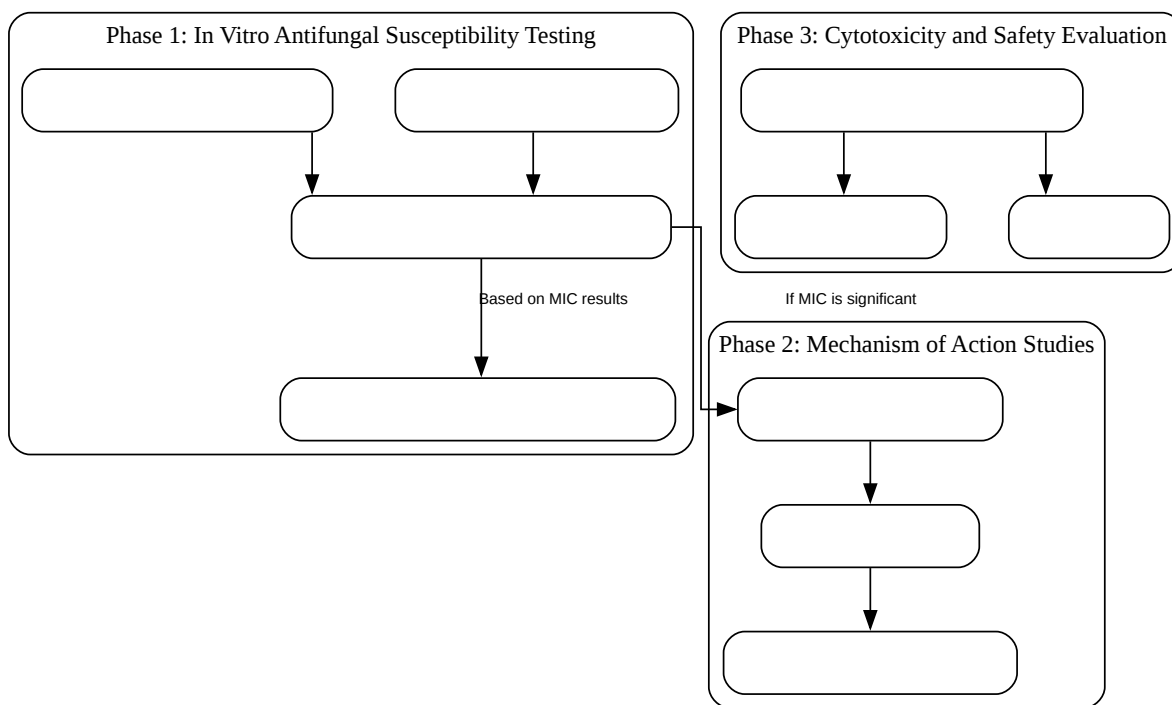 Phase 1: In Vitro Antifungal Susceptibility Testing
Phase 3: Cytotoxicity and Safety Evaluation
Based on MIC results
If MIC is significant
Phase 2: Mechanism of Action Studies